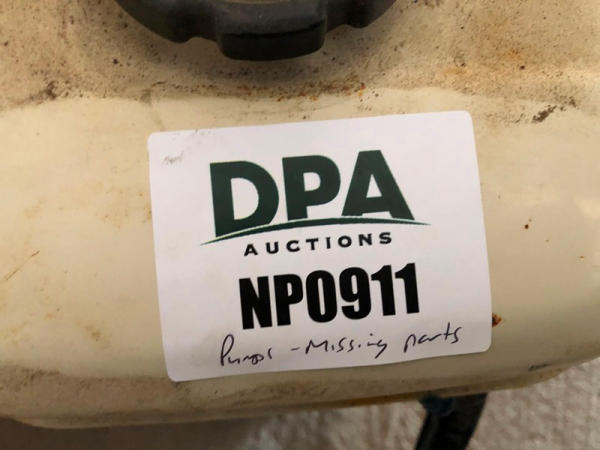 DPA
AUCTIONS
NP0911
Pumps - Missing parts